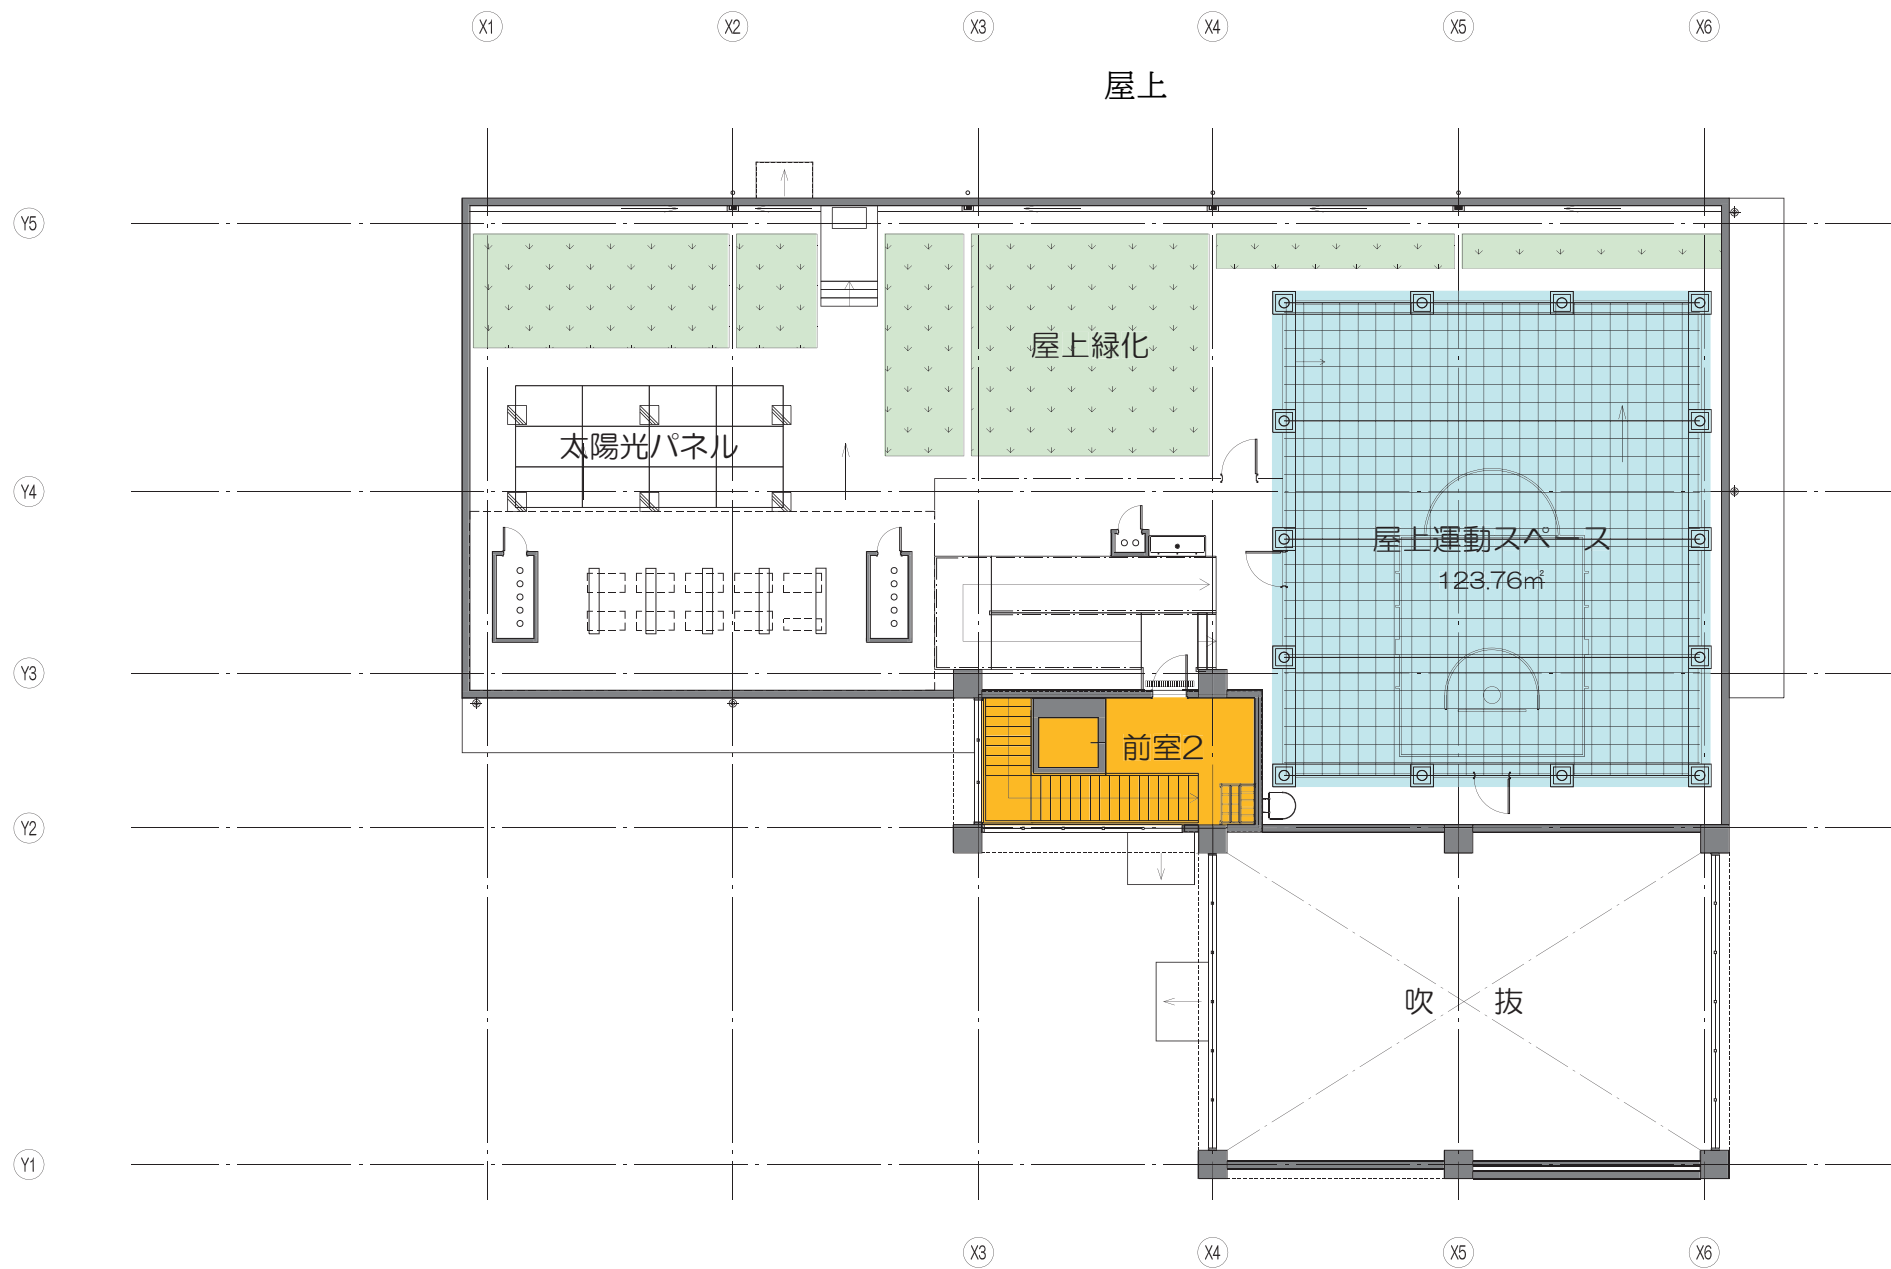 X1 X2 X3 X4 X5 X6
屋上
Y5
屋上緑化
太陽光パネル
Y4
屋上運動スペース
123.76㎡
Y3
前室2
Y2
吹 抜
Y1
X3 X4 X5 X6